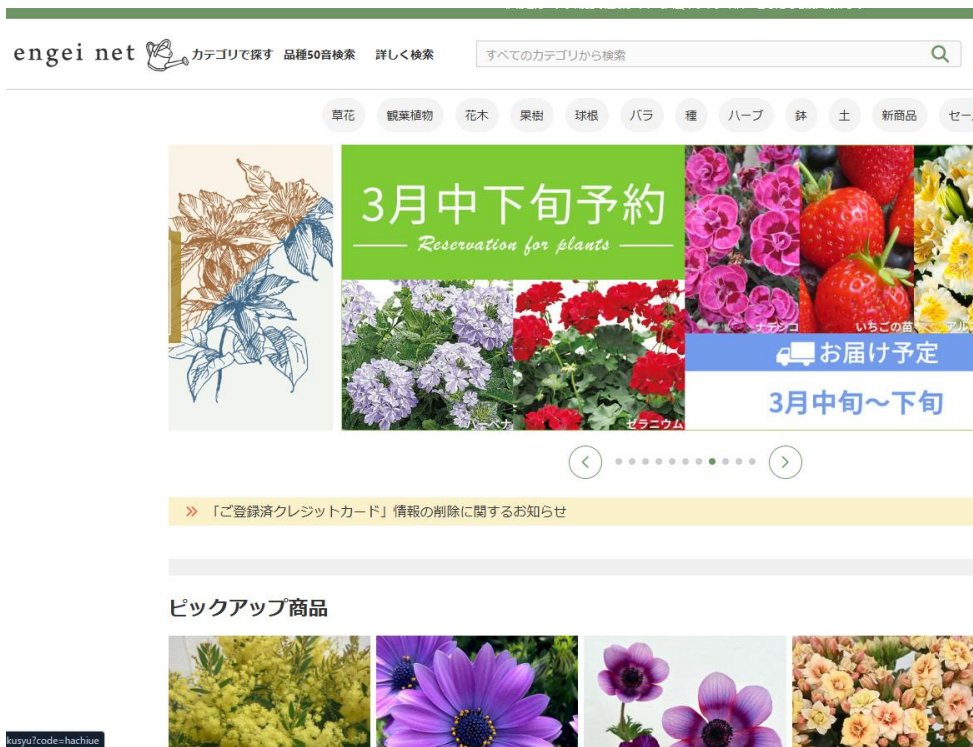 engei net
カテゴリで探す 品種50音検索 詳しく検索
すべてのカテゴリから検索
草花 観葉植物 花木 果樹 球根 バラ 種 ハーブ 鉢 土 新商品
3月中下旬予約
Reservation for plants
ナデシコ いちごの苗
お届け予定
3月中旬～下旬
バーベナ ゼラニウム
「ご登録済クレジットカード」情報の削除に関するお知らせ
ピックアップ商品
kusyu?code=hachiue